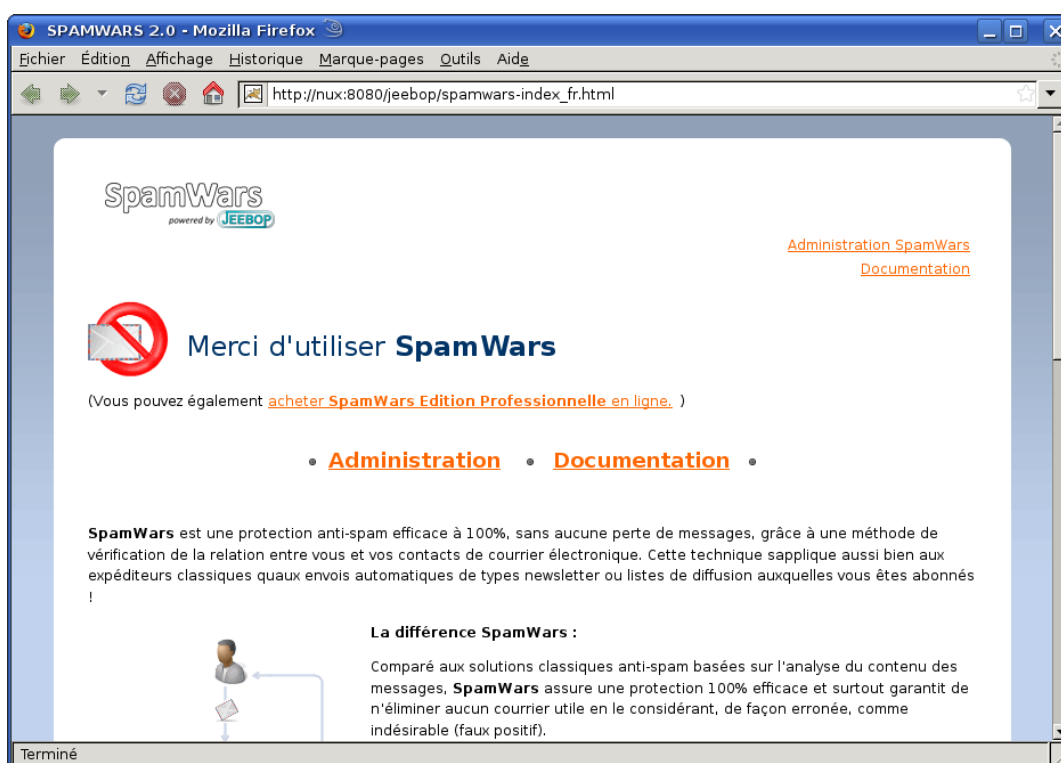 SPAMWARS 2.0 - Mozilla Firefox
Fichier Édition Affichage Historique Marque-pages Outils Aide
http://nux:8080/jeebop/spamwars-index_fr.html
SpamWars
powered by JEEBOP
Administration SpamWars
Documentation
Merci d'utiliser SpamWars
(Vous pouvez également acheter SpamWars Edition Professionnelle en ligne. )
• Administration • Documentation •
SpamWars est une protection anti-spam efficace à 100%, sans aucune perte de messages, grâce à une méthode de
vérification de la relation entre vous et vos contacts de courrier électronique. Cette technique sapplique aussi bien aux
expéditeurs classiques quaux envois automatiques de types newsletter ou listes de diffusion auxquelles vous êtes abonnés
!
La différence SpamWars :
Comparé aux solutions classiques anti-spam basées sur l'analyse du contenu des
messages, SpamWars assure une protection 100% efficace et surtout garantit de
n'éliminer aucun courrier utile en le considérant, de façon erronée, comme
indésirable (faux positif).
Terminé